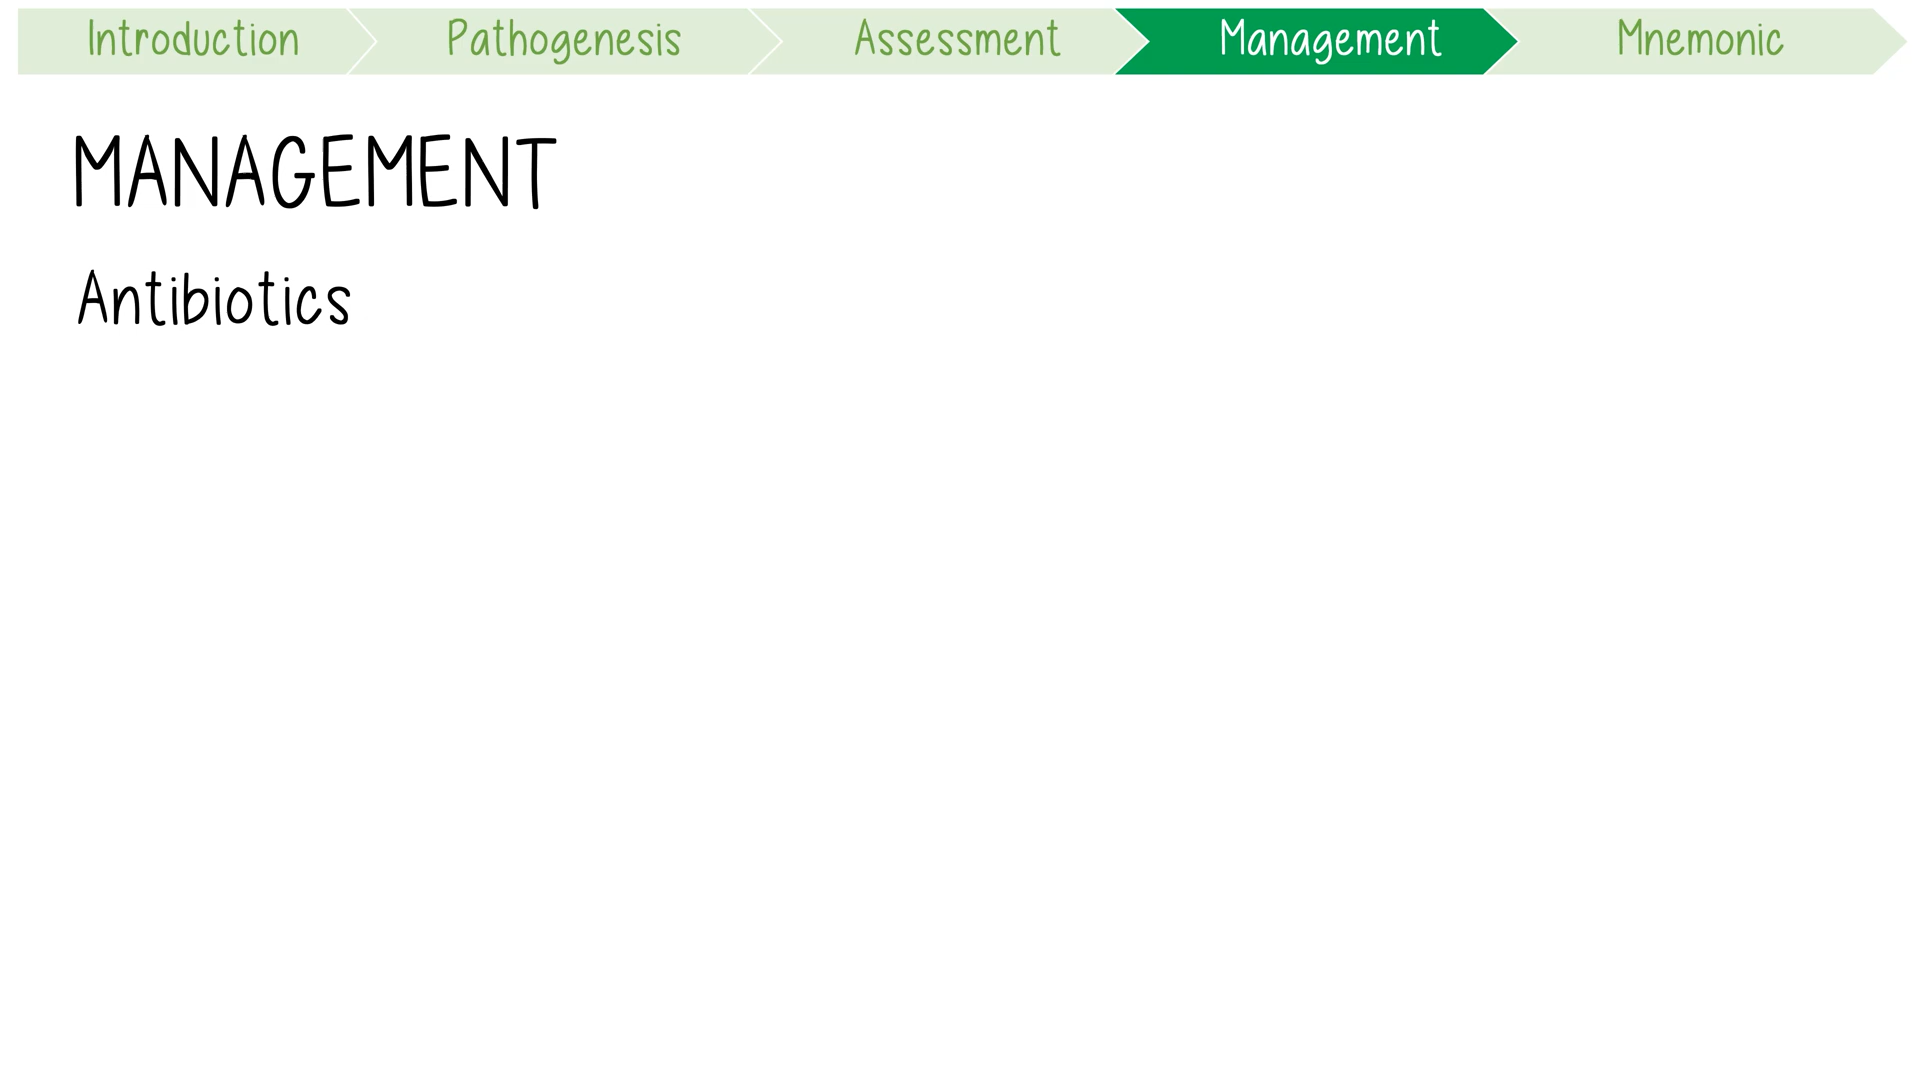 Introduction Pathogenesis Assessment Management Mnemonic
MANAGEMENT
Antibiotics